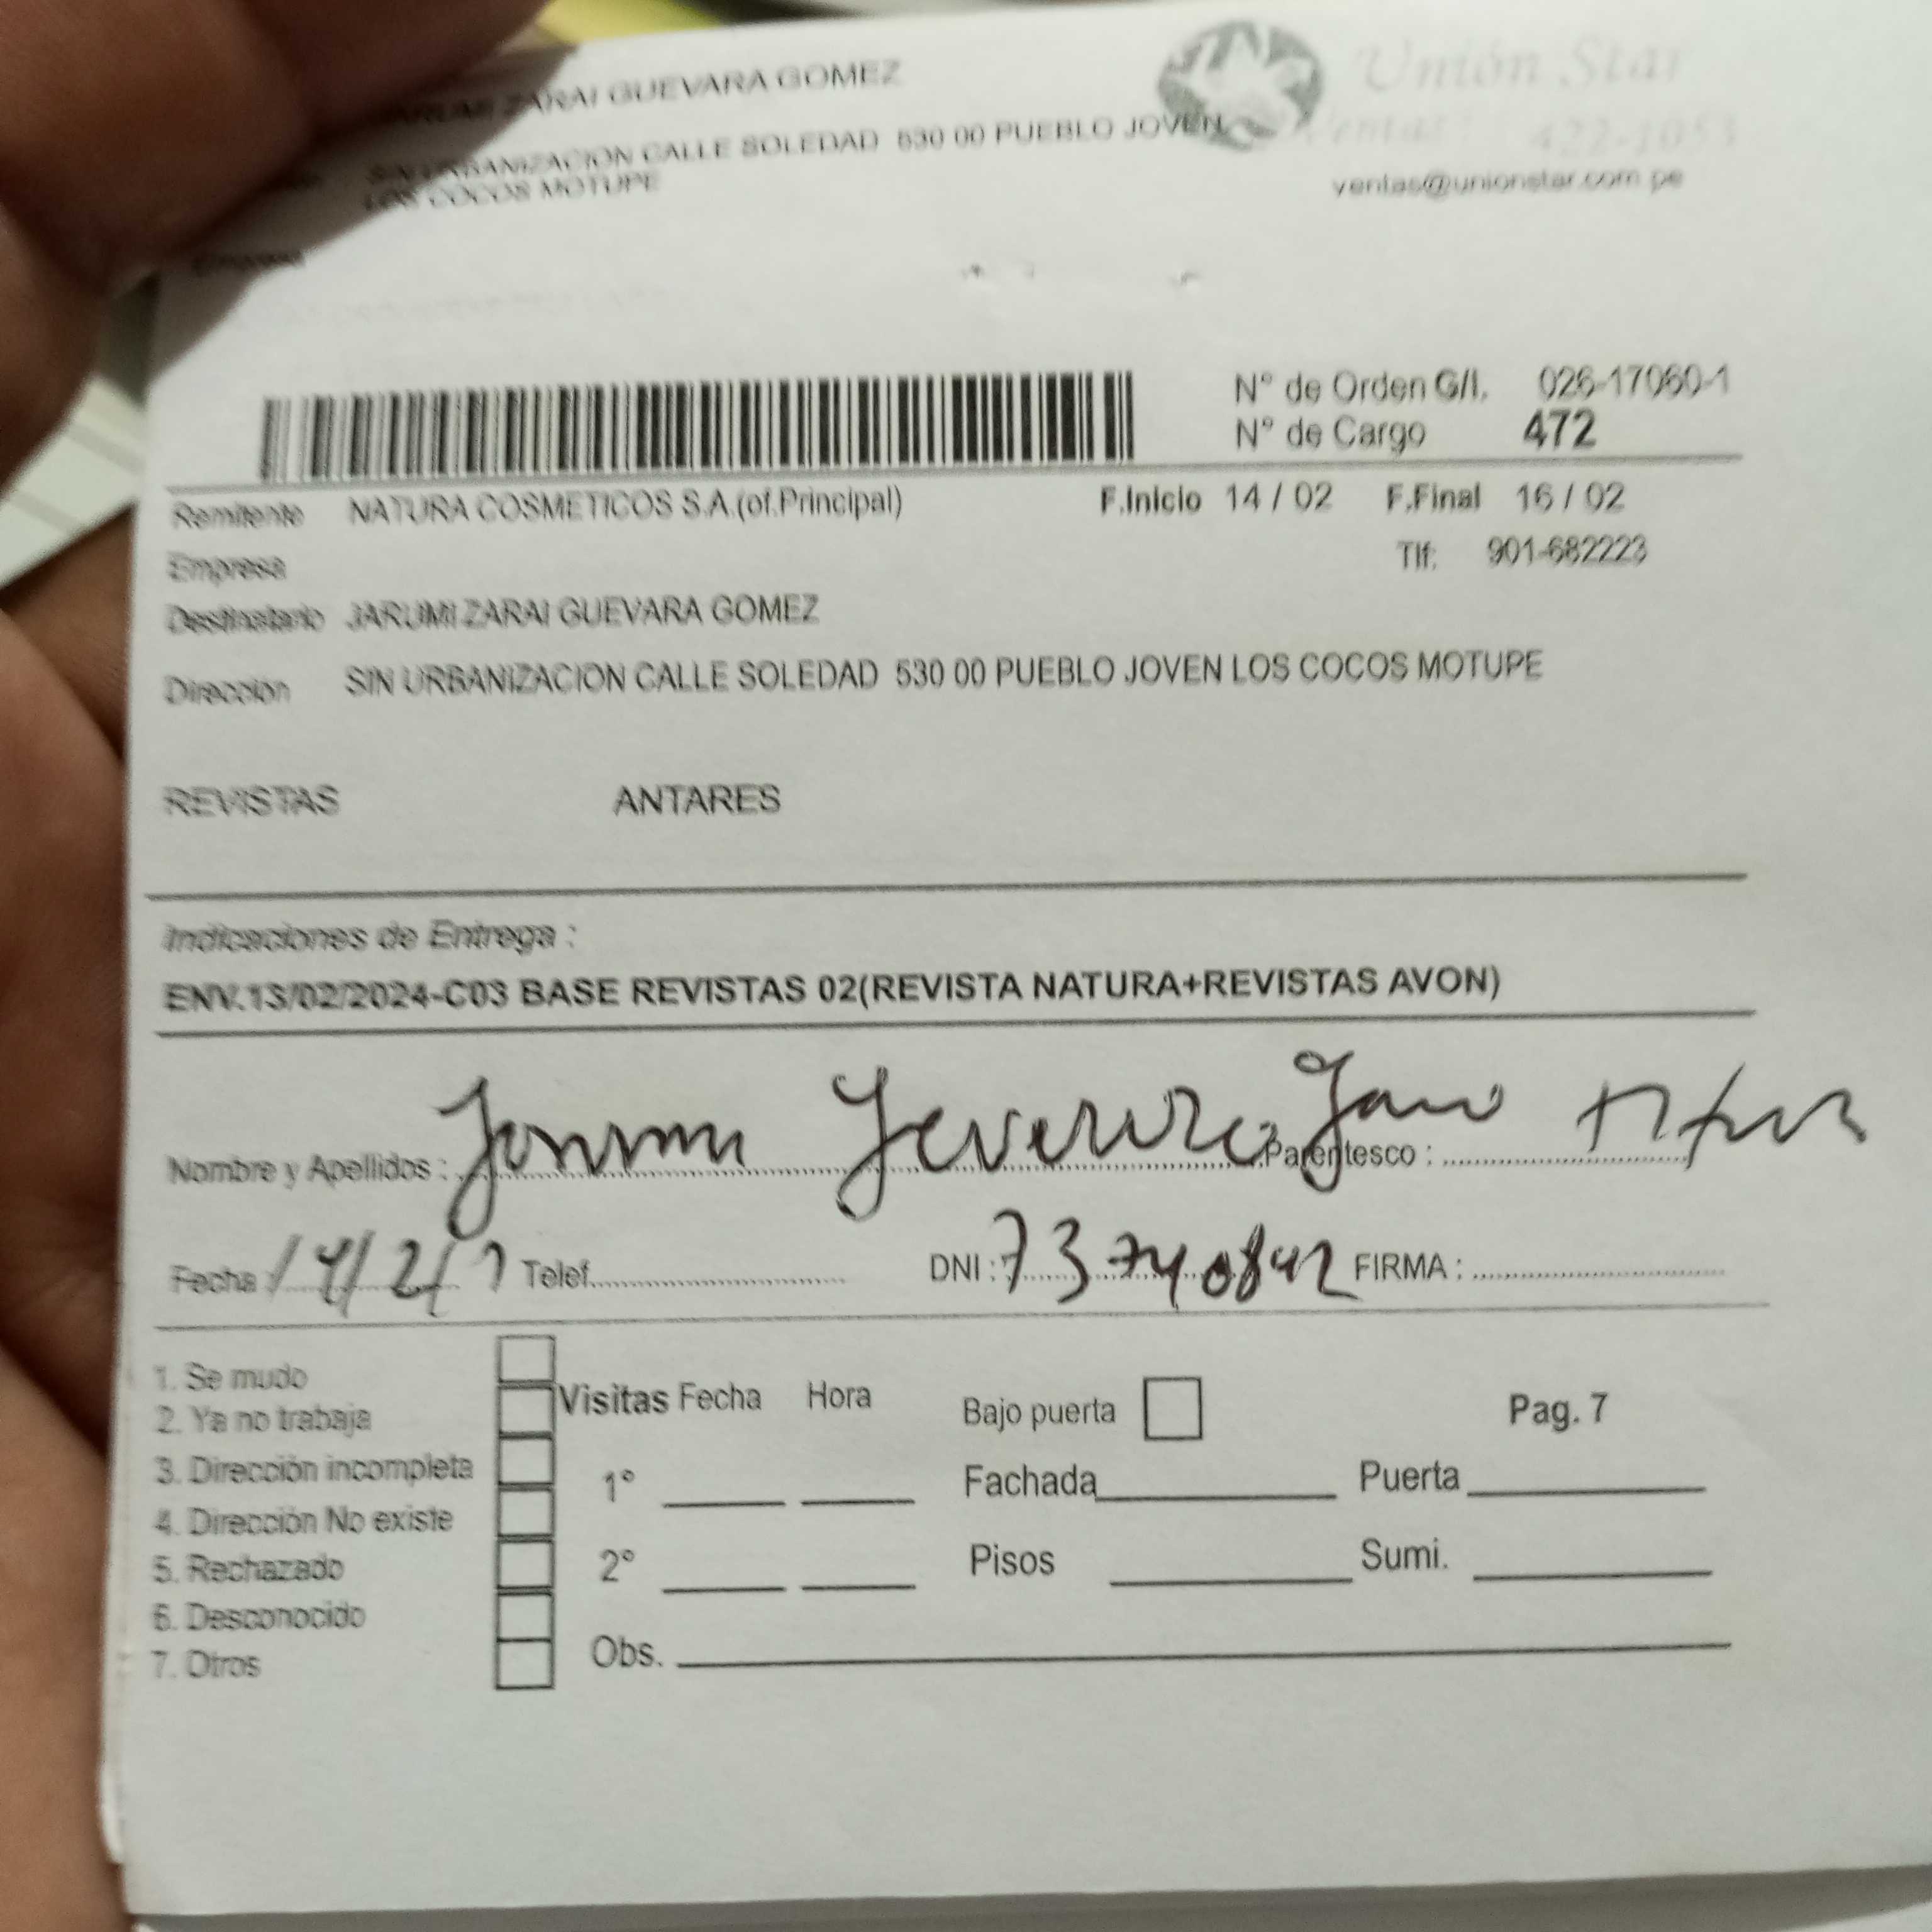 ZARAI GUEVARA GOMEZ
Unión Star
SIN URBANIZACION CALLE SOLEDAD 530 00 PUEBLO JOVEN
LOS COCOS MOTUPE
Ventas: 422-1053
ventas@unionstar.com.pe
N° de Orden G/I. 026-17060-1
N° de Cargo 472
Remitente NATURA COSMETICOS S.A.(of.Principal) F.Inicio 14 / 02 F.Final 16 / 02
Empresa Tlf: 901-682223
Destinatario JARUMI ZARAI GUEVARA GOMEZ
Dirección SIN URBANIZACION CALLE SOLEDAD 530 00 PUEBLO JOVEN LOS COCOS MOTUPE
REVISTAS ANTARES
Indicaciones de Entrega :
ENV.13/02/2024-C03 BASE REVISTAS 02(REVISTA NATURA+REVISTAS AVON)
Nombre y Apellidos : Parentesco :
Fecha : Telef. DNI : 73740842 FIRMA :
1. Se mudo
2. Ya no trabaja Visitas Fecha Hora Bajo puerta Pag. 7
3. Dirección incompleta 1° Fachada Puerta
4. Dirección No existe
5. Rechazado 2° Pisos Sumi.
6. Desconocido
7. Otros Obs.